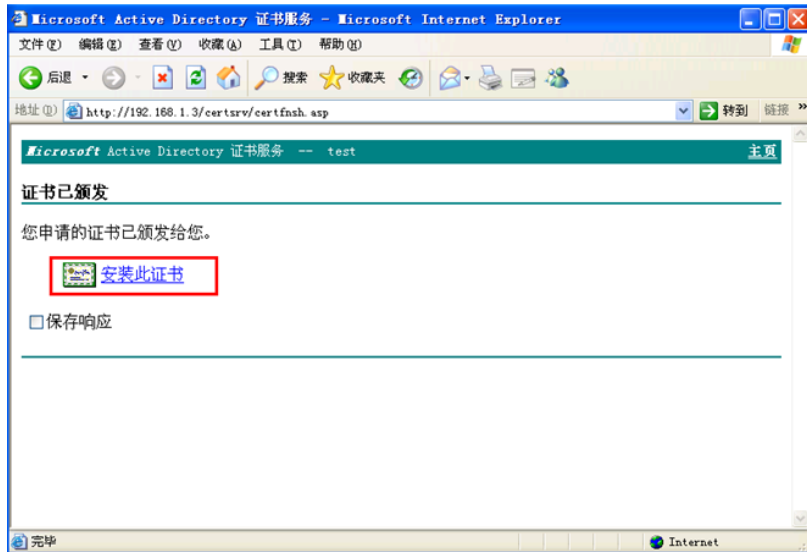 Microsoft Active Directory 证书服务 - Microsoft Internet Explorer
文件(F) 编辑(E) 查看(V) 收藏(A) 工具(T) 帮助(H)
后退 搜索 收藏夹
地址(D) http://192.168.1.3/certsrv/certfnsh.asp 转到 链接 »
Microsoft Active Directory 证书服务 -- test 主页
证书已颁发
您申请的证书已颁发给您。
安装此证书
保存响应
完毕 Internet